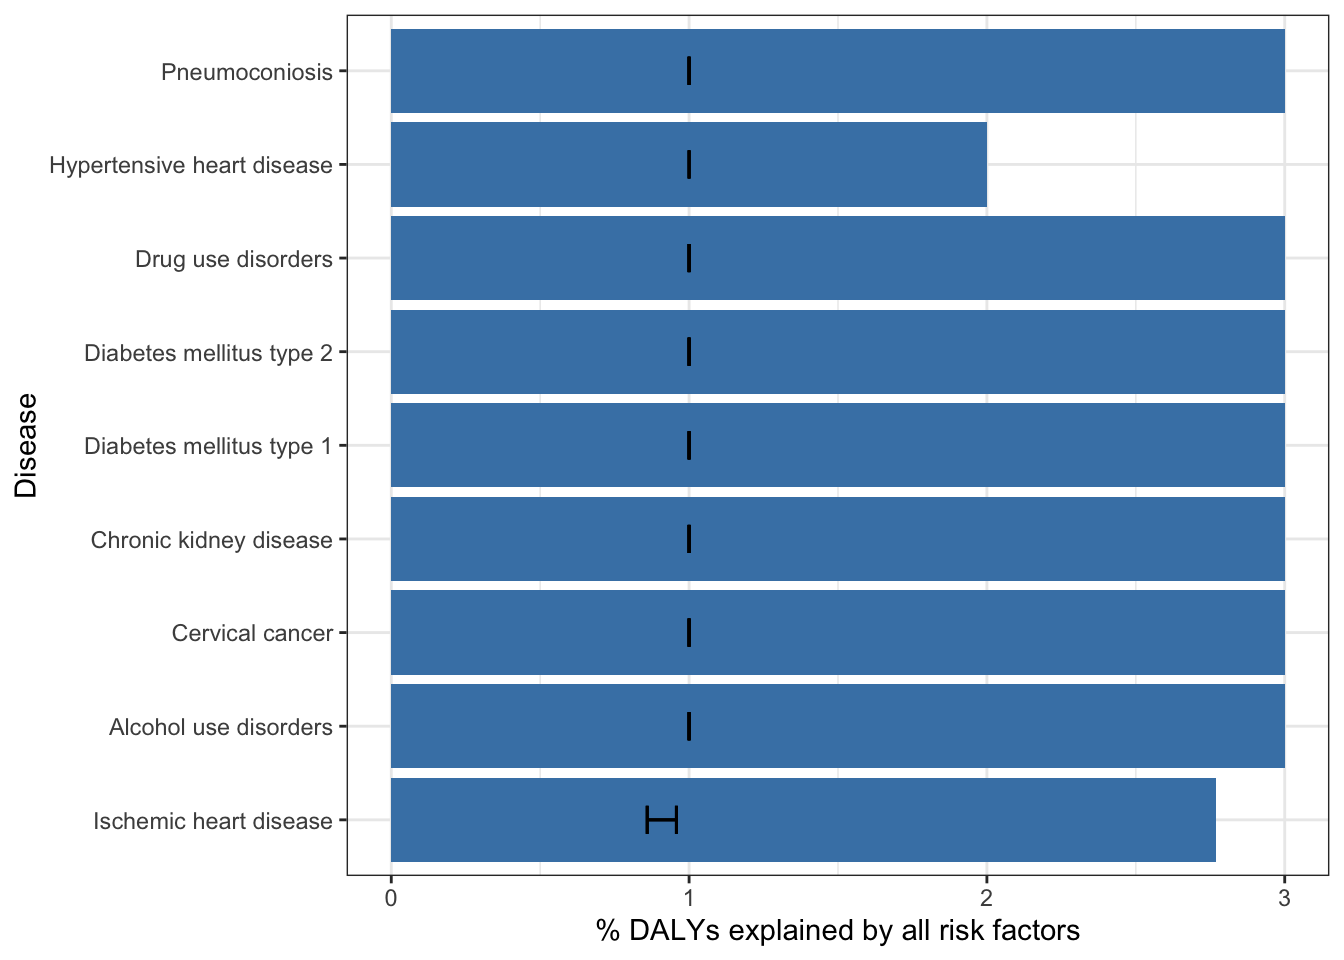 Pneumoconiosis
Hypertensive heart disease
Drug use disorders
Diabetes mellitus type 2
Diabetes mellitus type 1
Chronic kidney disease
Cervical cancer
Alcohol use disorders
Ischemic heart disease
Disease
0 1 2 3
% DALYs explained by all risk factors